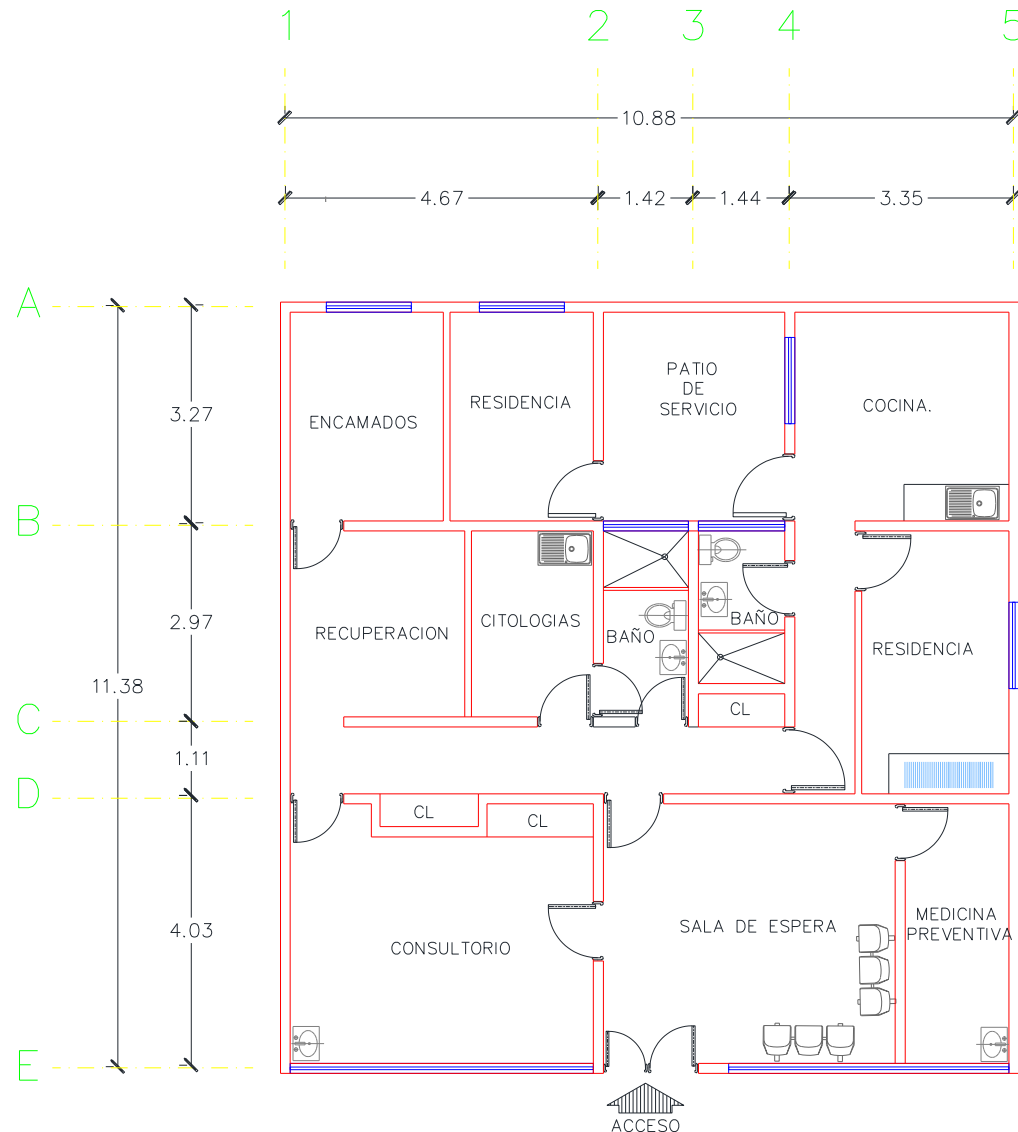 1 2 3 4 5
10.88
4.67 1.42 1.44 3.35
A
3.27
B
2.97
11.38
C
1.11
D
4.03
E
ENCAMADOS
RESIDENCIA
PATIO
DE
SERVICIO
COCINA.
RECUPERACION
CITOLOGIAS
BAÑO
BAÑO
RESIDENCIA
CL
CL
CL
CONSULTORIO
SALA DE ESPERA
MEDICINA
PREVENTIVA
ACCESO